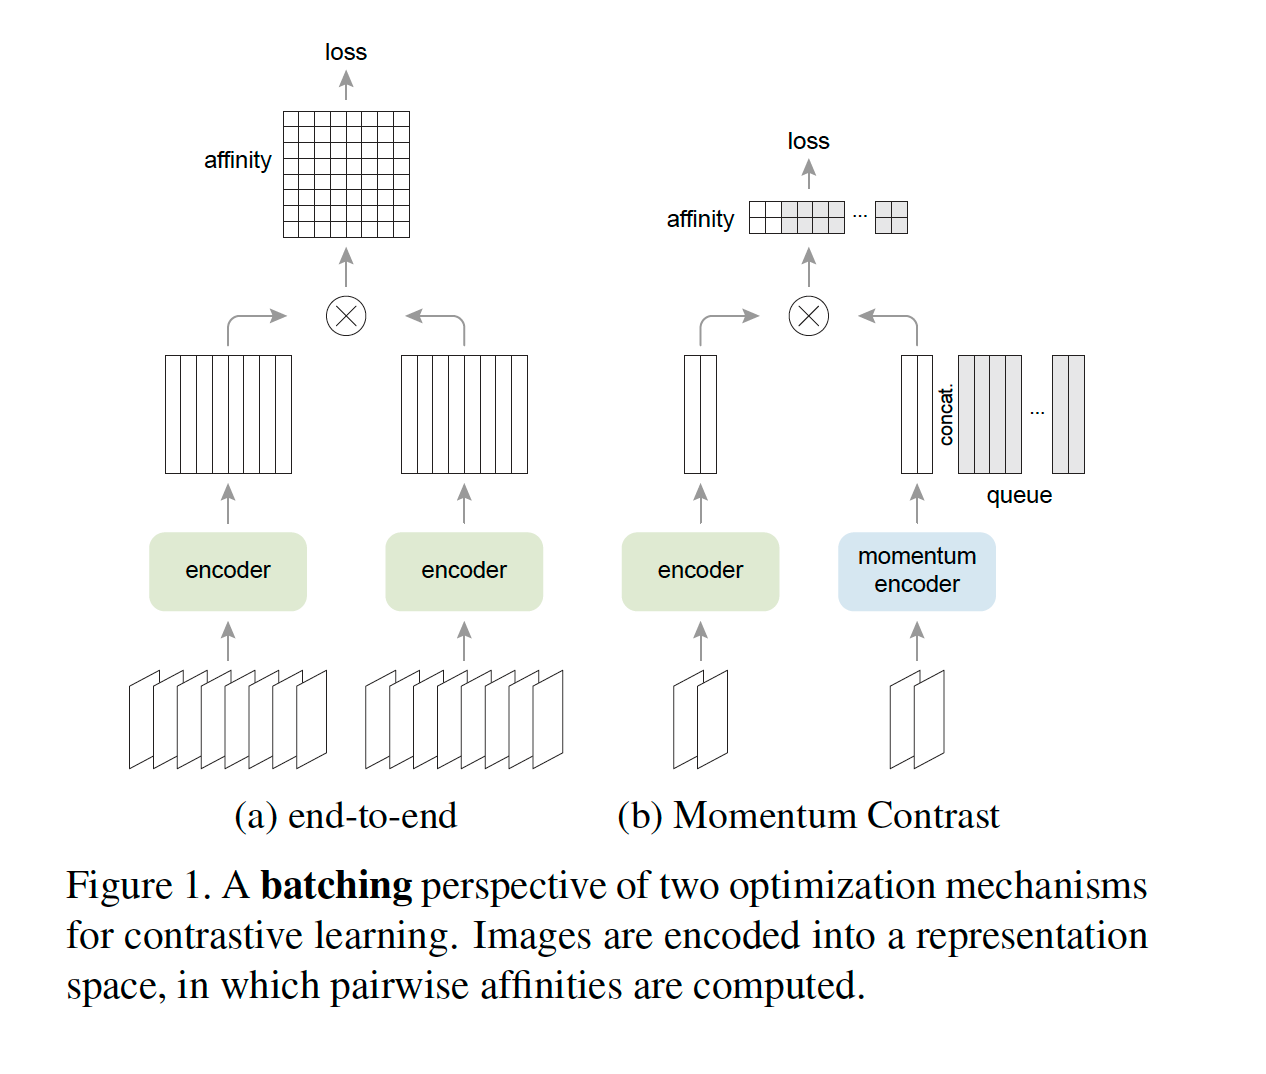 loss
affinity
encoder
encoder
(a) end-to-end
loss
affinity
...
concat.
...
queue
encoder
momentum
encoder
(b) Momentum Contrast
Figure 1. A batching perspective of two optimization mechanisms
for contrastive learning. Images are encoded into a representation
space, in which pairwise affinities are computed.